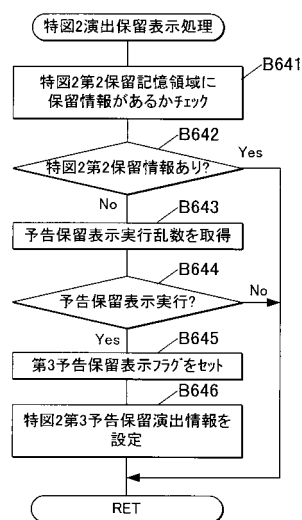 特図2演出保留表示処理
B641
特図2第2保留記憶領域に
保留情報があるかチェック
B642
特図2第2保留情報あり?
Yes
No
B643
予告保留表示実行乱数を取得
B644
予告保留表示実行?
No
Yes
B645
第3予告保留表示フラグをセット
B646
特図2第3予告保留演出情報を
設定
RET